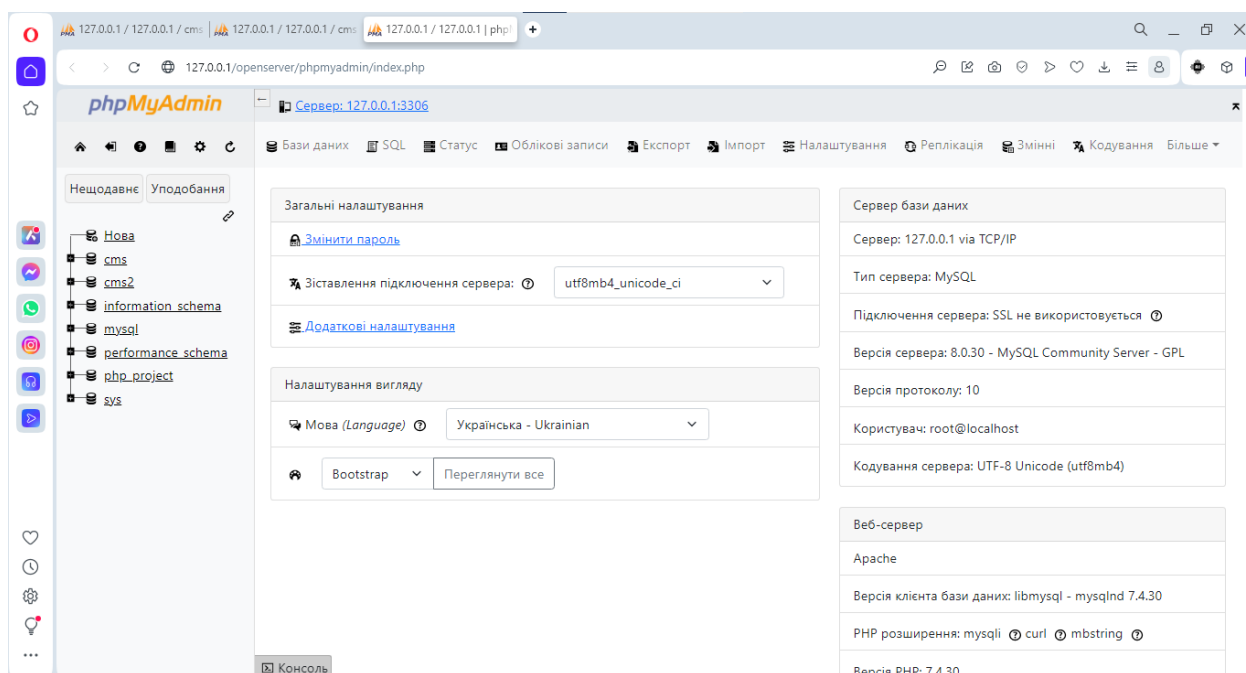 127.0.0.1 / 127.0.0.1 / cms
127.0.0.1 / 127.0.0.1 / cms
127.0.0.1 / 127.0.0.1 | php
127.0.0.1/openserver/phpmyadmin/index.php
phpMyAdmin
Сервер: 127.0.0.1:3306
Бази даних SQL Статус Облікові записи Експорт Імпорт Налаштування Реплікація Змінні Кодування Більше
Нещодавнє Уподобання
Нова
cms
cms2
information_schema
mysql
performance_schema
php_project
sys
Загальні налаштування
Змінити пароль
Зіставлення підключення сервера: utf8mb4_unicode_ci
Додаткові налаштування
Налаштування вигляду
Мова (Language) Українська - Ukrainian
Bootstrap Переглянути все
Сервер бази даних
Сервер: 127.0.0.1 via TCP/IP
Тип сервера: MySQL
Підключення сервера: SSL не використовується
Версія сервера: 8.0.30 - MySQL Community Server - GPL
Версія протоколу: 10
Користувач: root@localhost
Кодування сервера: UTF-8 Unicode (utf8mb4)
Веб-сервер
Apache
Версія клієнта бази даних: libmysql - mysqlnd 7.4.30
PHP розширення: mysqli curl mbstring
Версія PHP: 7.4.30
Консоль